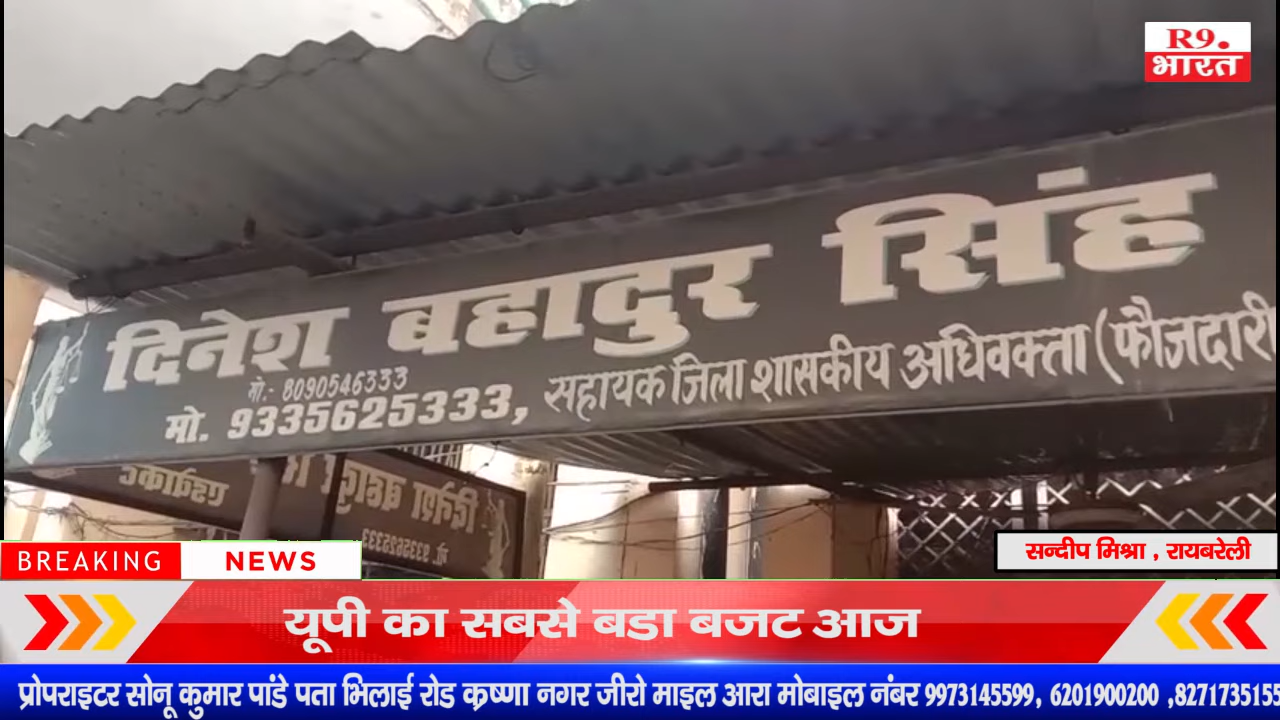 R9.
भारत
दिनेश बहादुर सिंह
मो.- 8090546333
मो. 9335625333, सहायक जिला शासकीय अधिवक्ता (फौजदारी
सन्दीप मिश्रा , रायबरेली
BREAKING NEWS
यूपी का सबसे बडा बजट आज
प्रोपराइटर सोनू कुमार पांडे पता भिलाई रोड कृष्णा नगर जीरो माइल आरा मोबाइल नंबर 9973145599, 6201900200 ,8271735155